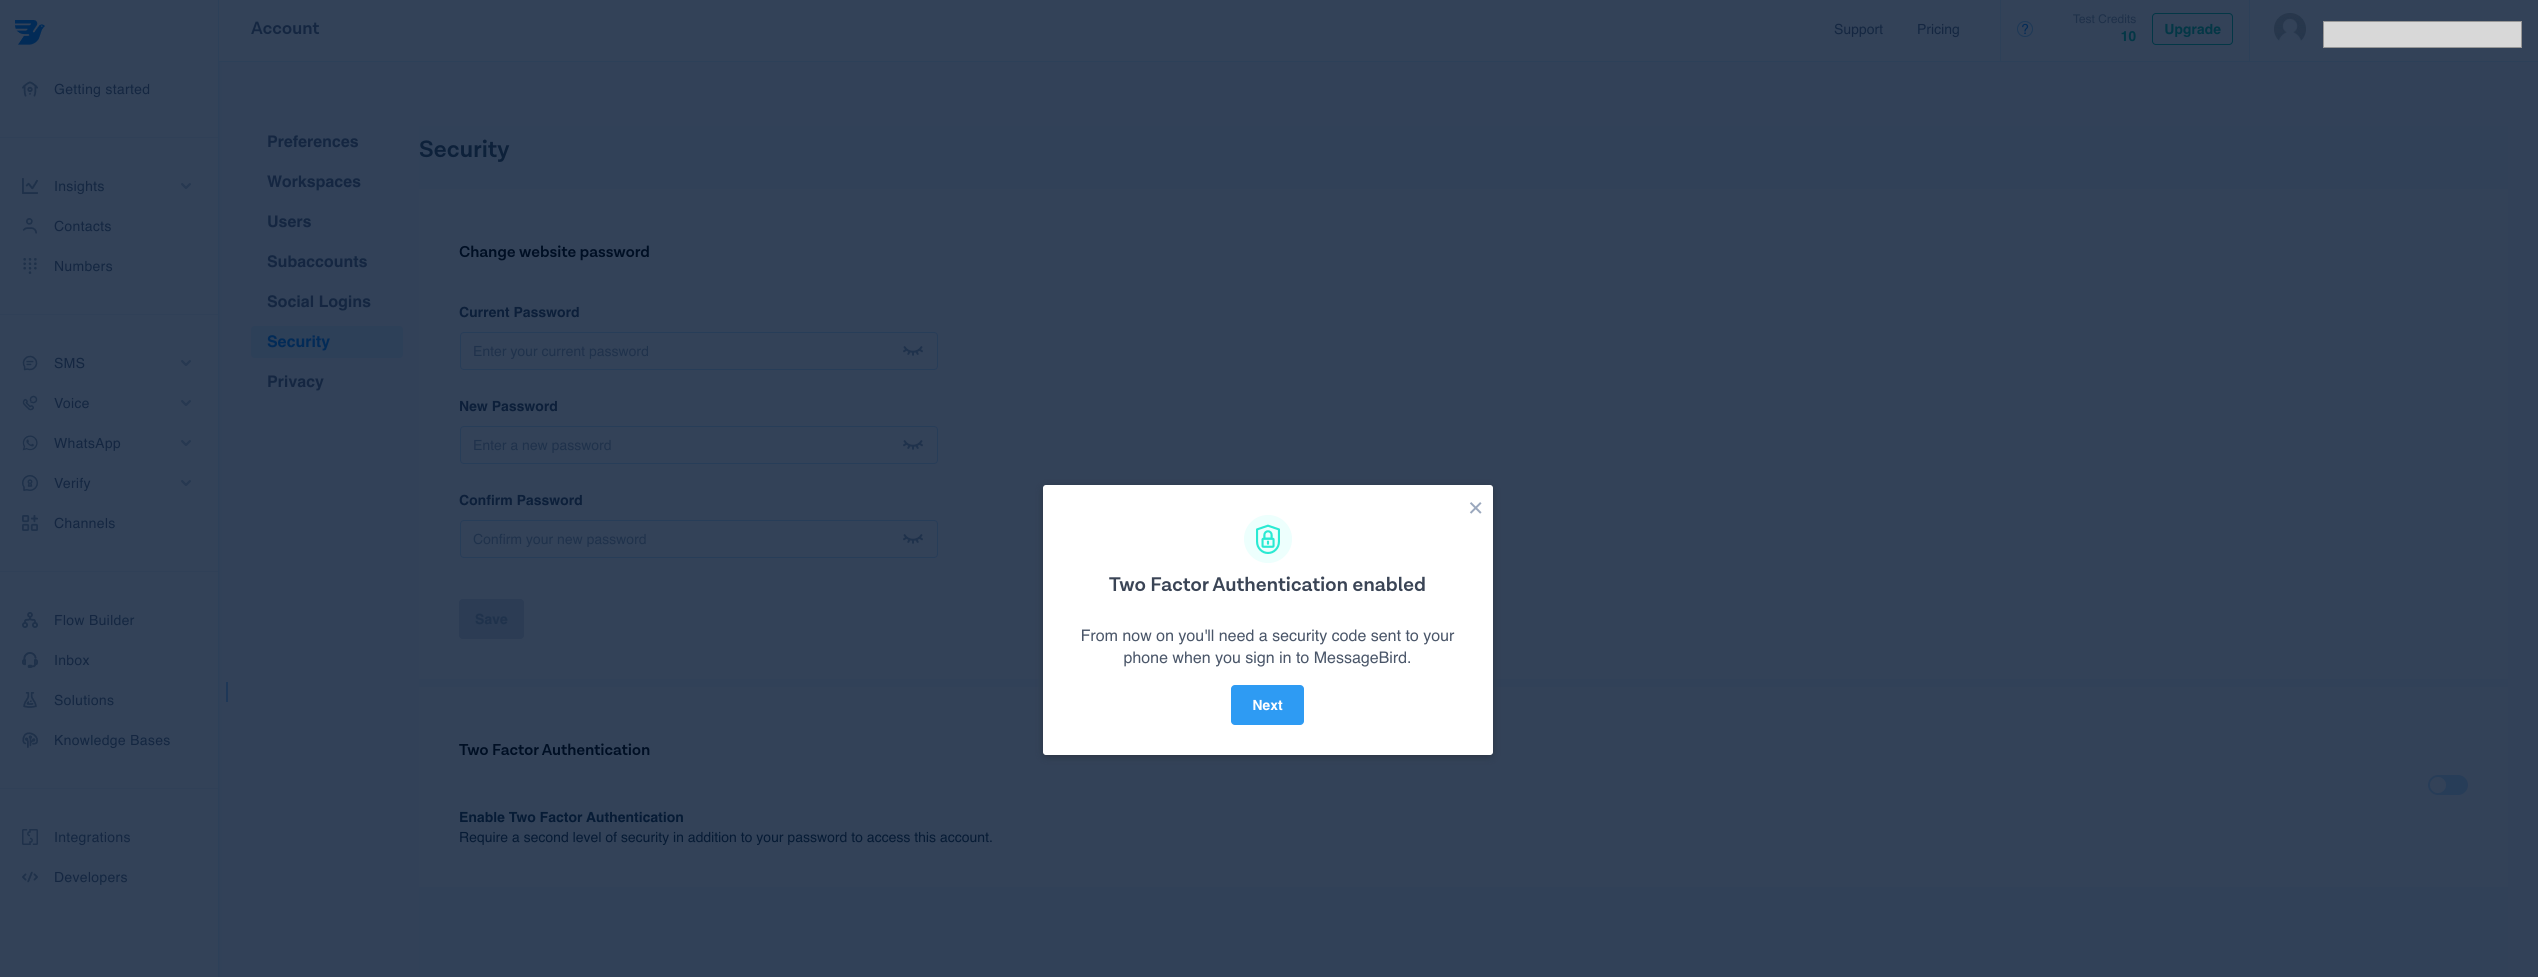 Account
Support
Pricing
Test Credits
10
Upgrade
Getting started
Insights
Contacts
Numbers
SMS
Voice
WhatsApp
Verify
Channels
Flow Builder
Inbox
Solutions
Knowledge Bases
Integrations
Developers
Preferences
Workspaces
Users
Subaccounts
Social Logins
Security
Privacy
Security
Change website password
Current Password
Enter your current password
New Password
Enter a new password
Confirm Password
Confirm your new password
Save
Two Factor Authentication
Enable Two Factor Authentication
Require a second level of security in addition to your password to access this account.
Two Factor Authentication enabled
From now on you'll need a security code sent to your
phone when you sign in to MessageBird.
Next